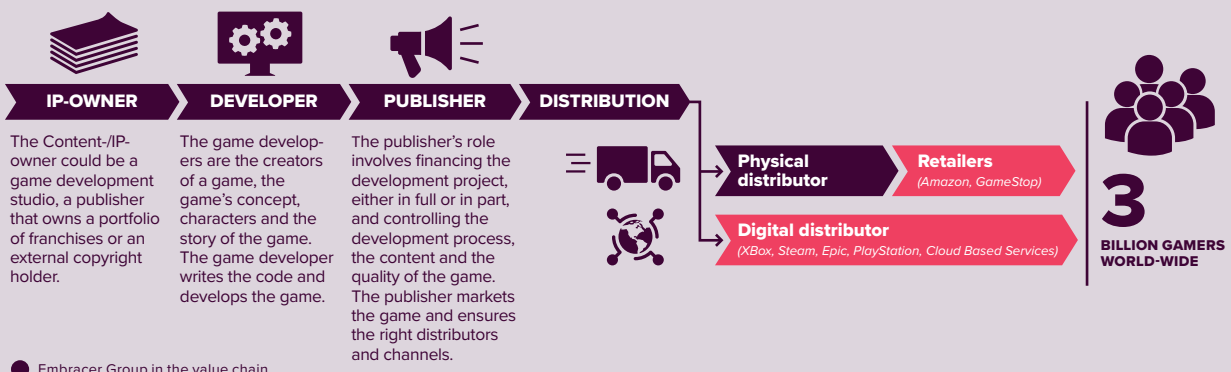 IP-OWNER
DEVELOPER
PUBLISHER
DISTRIBUTION
The Content-/IP-
owner could be a
game development
studio, a publisher
that owns a portfolio
of franchises or an
external copyright
holder.
The game develop-
ers are the creators
of a game, the
game's concept,
characters and the
story of the game.
The game developer
writes the code and
develops the game.
The publisher's role
involves financing the
development project,
either in full or in part,
and controlling the
development process,
the content and the
quality of the game.
The publisher markets
the game and ensures
the right distributors
and channels.
Physical
distributor
Retailers
(Amazon, GameStop)
Digital distributor
(XBox, Steam, Epic, PlayStation, Cloud Based Services)
3
BILLION GAMERS
WORLD-WIDE
Embracer Group in the value chain